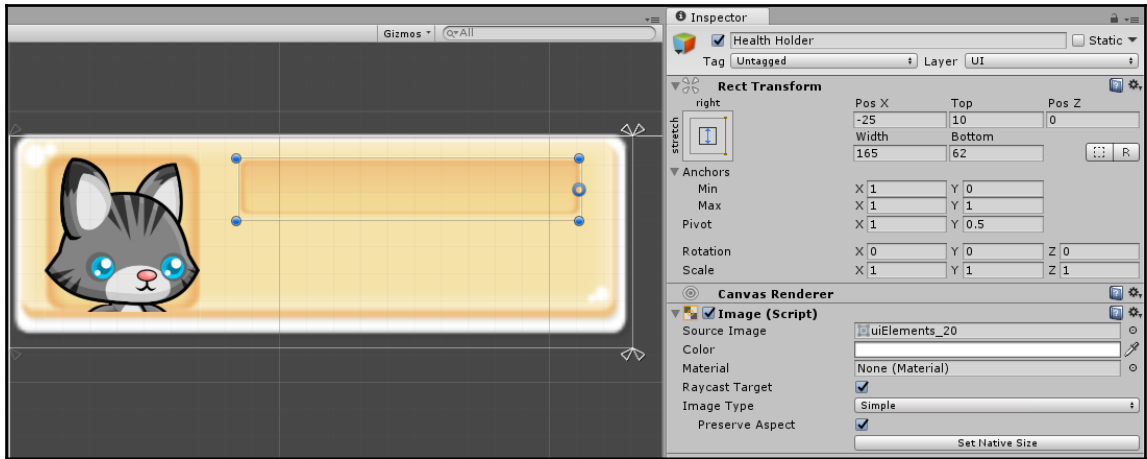 Gizmos
All
Inspector
Health Holder
Static
Tag Untagged Layer UI
Rect Transform
right Pos X Top Pos Z
stretch
-25 10 0
Width Bottom
165 62 R
Anchors
Min X 1 Y 0
Max X 1 Y 1
Pivot X 1 Y 0.5
Rotation X 0 Y 0 Z 0
Scale X 1 Y 1 Z 1
Canvas Renderer
Image (Script)
Source Image uiElements_20
Color
Material None (Material)
Raycast Target
Image Type Simple
Preserve Aspect
Set Native Size